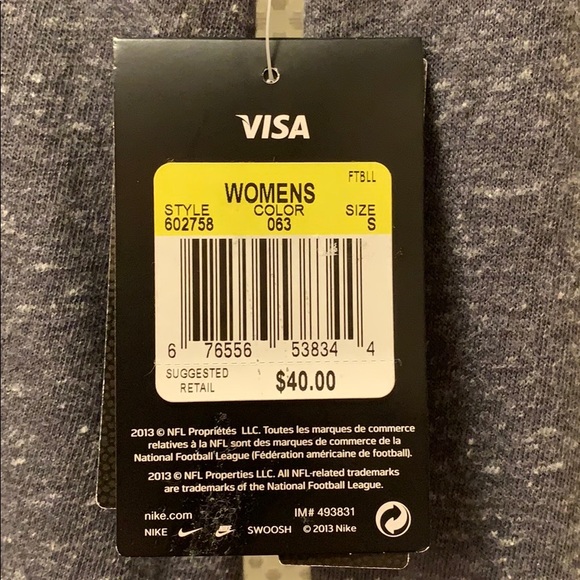 VISA
FTBLL
WOMENS
STYLE COLOR SIZE
602758 063 S
6 76556 53834 4
SUGGESTED RETAIL $40.00
2013 © NFL Propriétés LLC. Toutes les marques de commerce
relatives à la NFL sont des marques de commerce de la
National Football League (Fédération américaine de football).
2013 © NFL Properties LLC. All NFL-related trademarks
are trademarks of the National Football League.
nike.com IM# 493831
NIKE SWOOSH © 2013 Nike